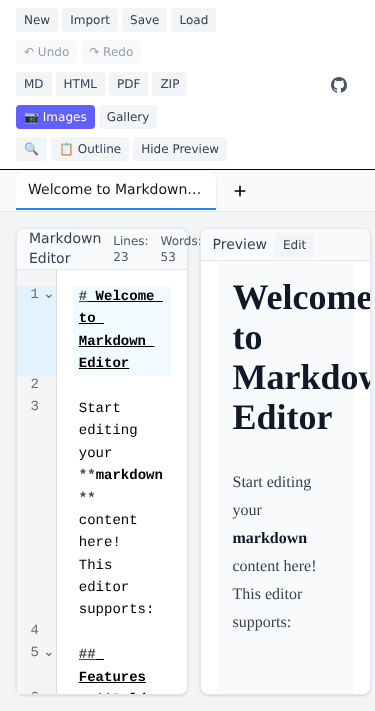 New Import Save Load
↶ Undo ↷ Redo
MD HTML PDF ZIP
📷 Images Gallery
🔍 📋 Outline Hide Preview
Welcome to Markdown... +
Markdown Editor Lines: 23 Words: 53
1 # Welcome
to
Markdown
Editor
2
3 Start
editing
your
**markdown
**
content
here!
This
editor
supports:
4
5 ##
Features
Preview Edit
Welcome
to
Markdow
Editor
Start editing
your
markdown
content here!
This editor
supports: